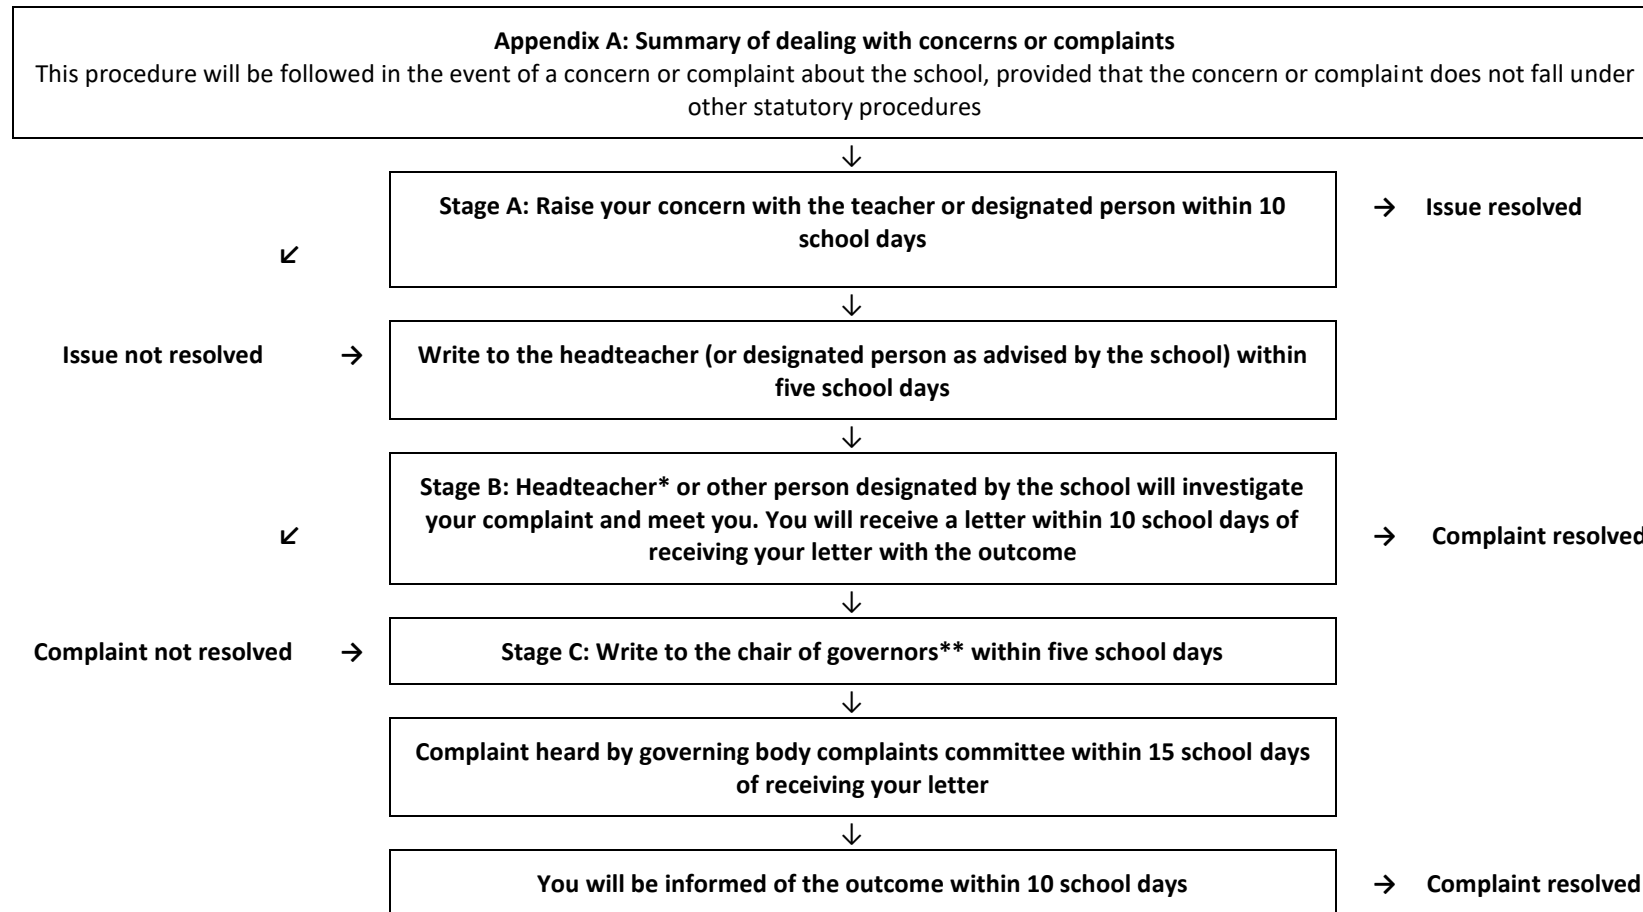 Appendix A: Summary of dealing with concerns or complaints
This procedure will be followed in the event of a concern or complaint about the school, provided that the concern or complaint does not fall under
other statutory procedures
↓
Stage A: Raise your concern with the teacher or designated person within 10
school days
→ Issue resolved
↙
↓
Issue not resolved →
Write to the headteacher (or designated person as advised by the school) within
five school days
↓
Stage B: Headteacher* or other person designated by the school will investigate
your complaint and meet you. You will receive a letter within 10 school days of
receiving your letter with the outcome
↙
→ Complaint resolved
↓
Complaint not resolved →
Stage C: Write to the chair of governors** within five school days
↓
Complaint heard by governing body complaints committee within 15 school days
of receiving your letter
↓
You will be informed of the outcome within 10 school days
→ Complaint resolved